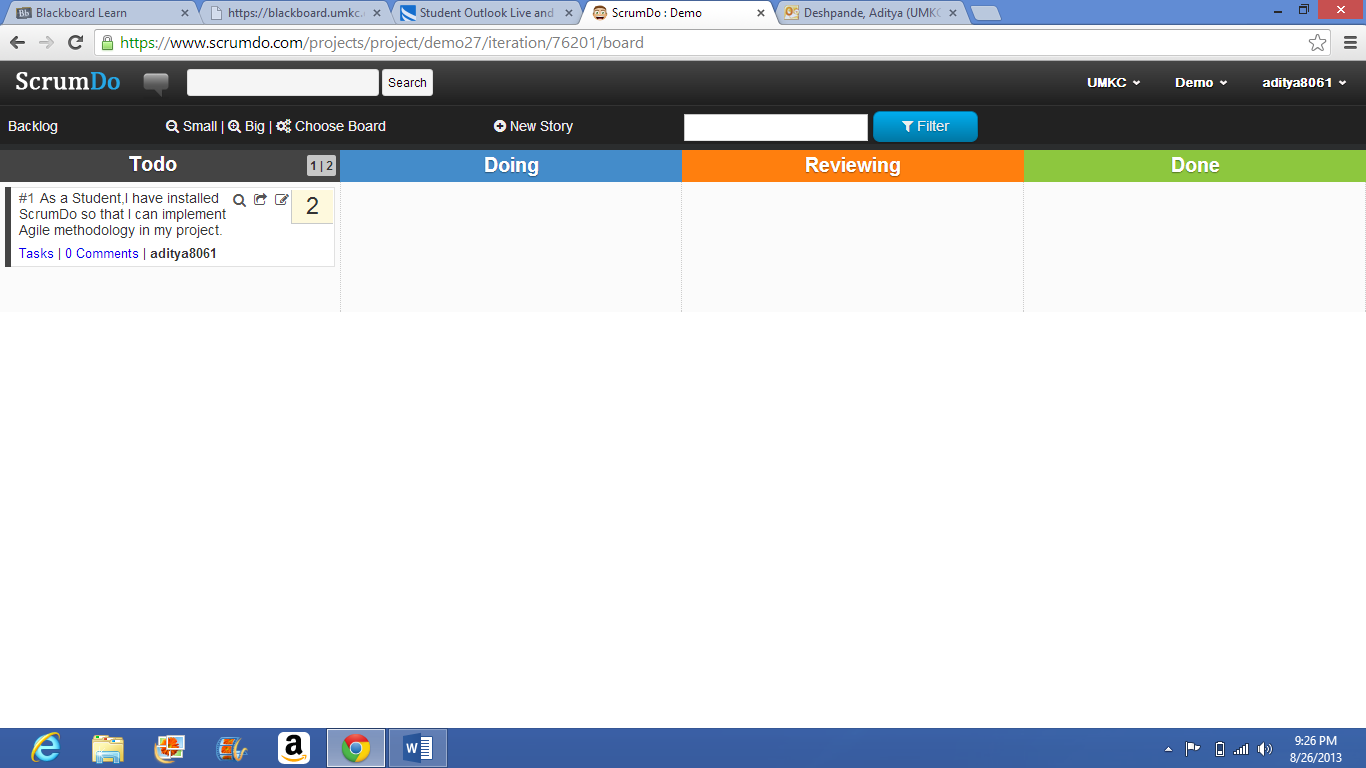 Blackboard Learn
https://blackboard.umkc.
Student Outlook Live and
ScrumDo : Demo
Deshpande, Aditya (UMKC
https://www.scrumdo.com/projects/project/demo27/iteration/76201/board
ScrumDo
Search
UMKC
Demo
aditya8061
Backlog
Small | Big | Choose Board
New Story
Filter
Todo
1 | 2
Doing
Reviewing
Done
#1 As a Student,I have installed
ScrumDo so that I can implement
Agile methodology in my project.
2
Tasks | 0 Comments | aditya8061
9:26 PM
8/26/2013